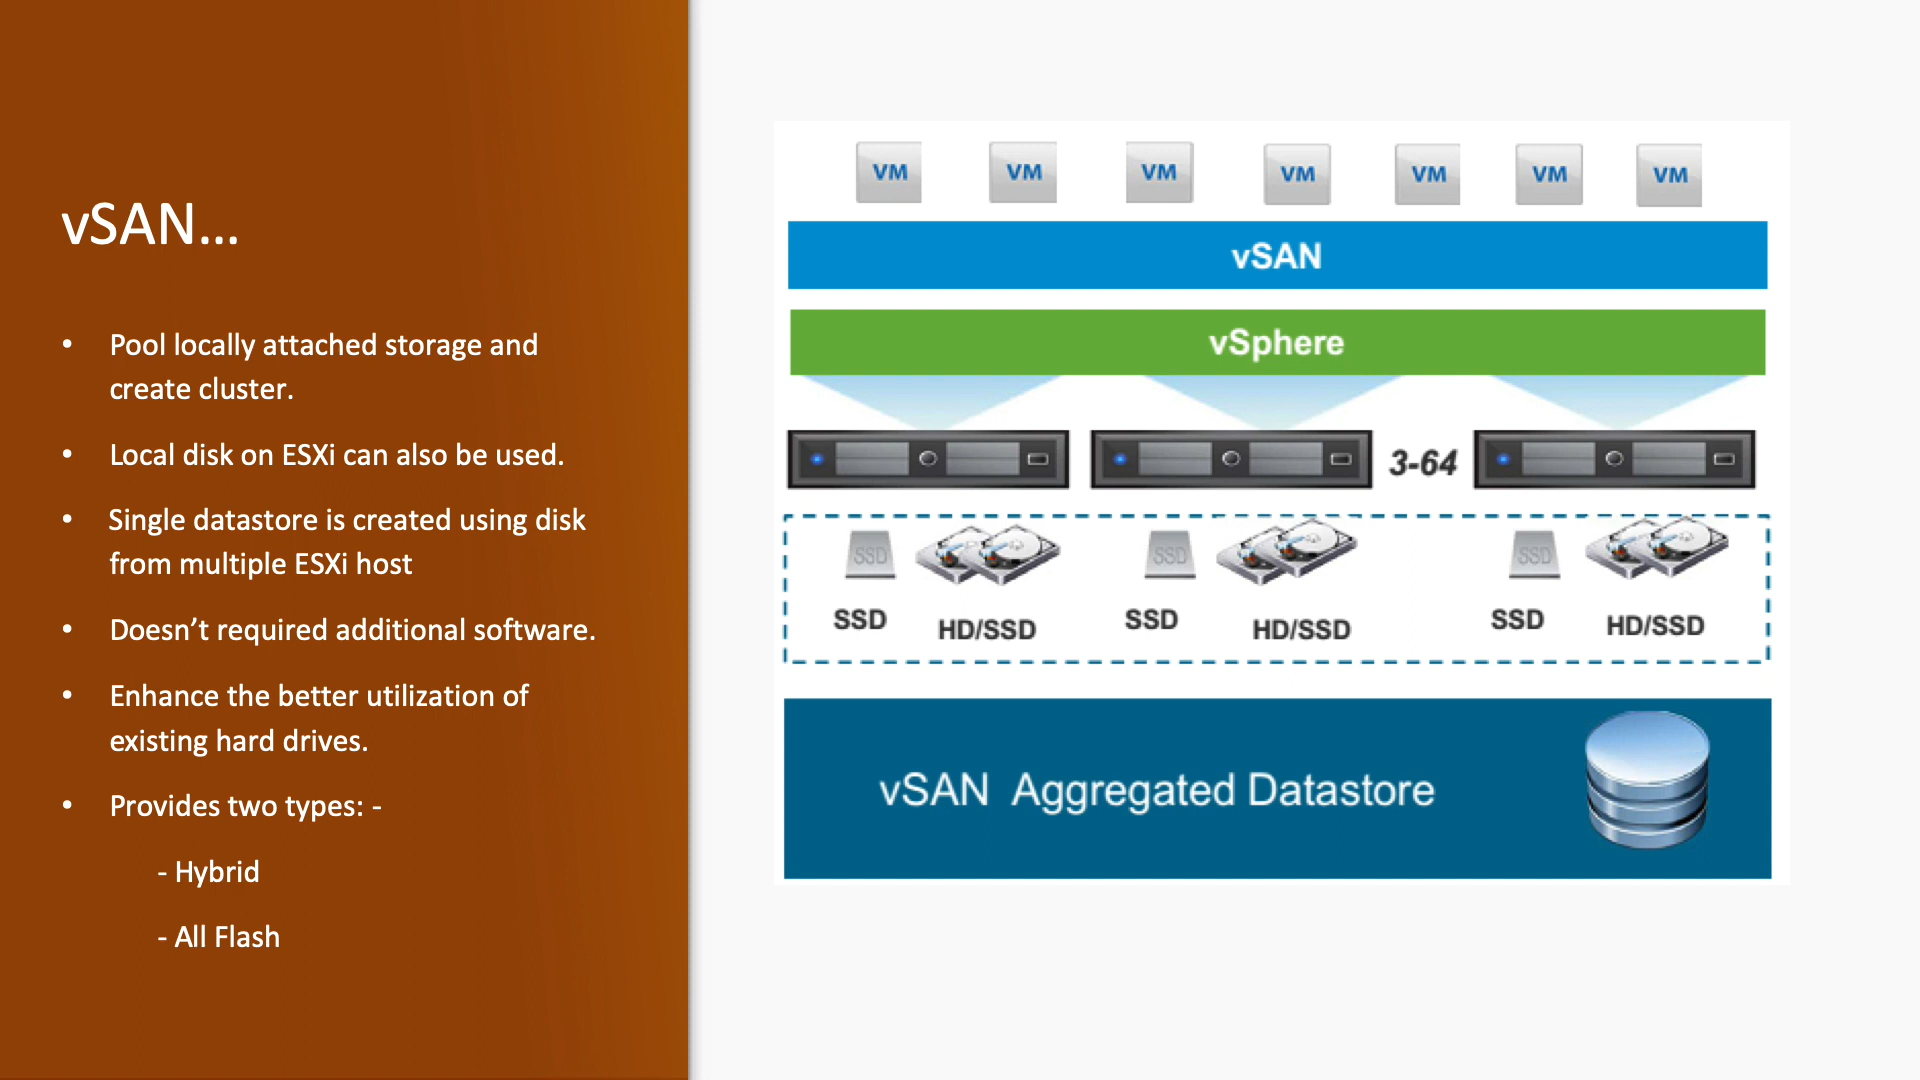 vSAN...
• Pool locally attached storage and
create cluster.
• Local disk on ESXi can also be used.
• Single datastore is created using disk
from multiple ESXi host
• Doesn’t required additional software.
• Enhance the better utilization of
existing hard drives.
• Provides two types: -
- Hybrid
- All Flash
VM VM VM VM VM VM VM
vSAN
vSphere
3-64
SSD SSD SSD
SSD HD/SSD SSD HD/SSD SSD HD/SSD
vSAN Aggregated Datastore